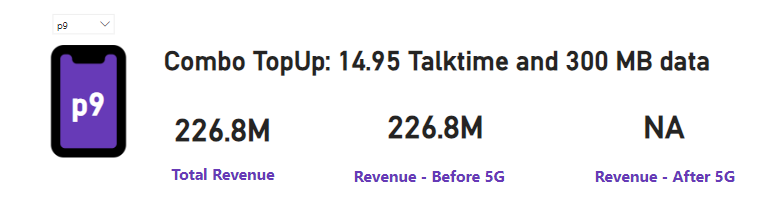 p9
Combo TopUp: 14.95 Talktime and 300 MB data
p9
226.8M 226.8M NA
Total Revenue Revenue - Before 5G Revenue - After 5G